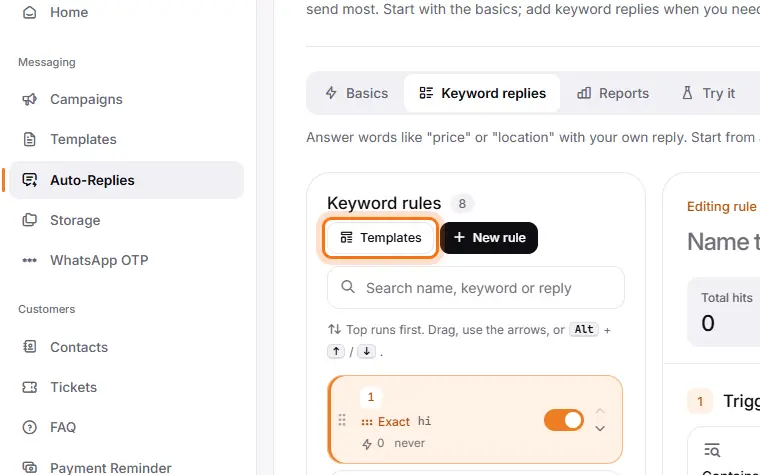 Home
Messaging
Campaigns
Templates
Auto-Replies
Storage
WhatsApp OTP
Customers
Contacts
Tickets
FAQ
Payment Reminder
send most. Start with the basics; add keyword replies when you need
Basics
Keyword replies
Reports
Try it
Answer words like "price" or "location" with your own reply. Start from
Keyword rules 8
Templates
+ New rule
Search name, keyword or reply
Top runs first. Drag, use the arrows, or Alt +
↑ / ↓ .
1
Exact hi
0 never
Editing rule
Name
Total hits
0
1